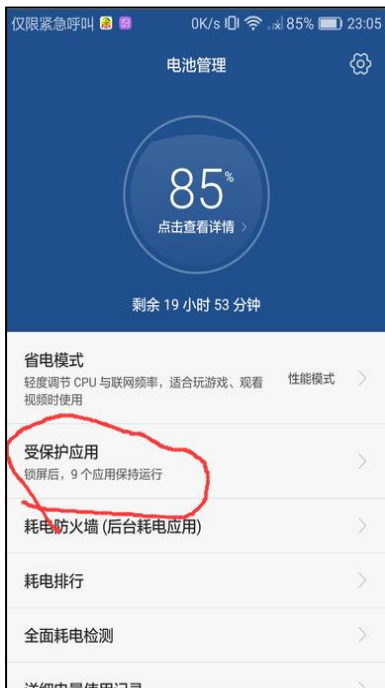 仅限紧急呼叫 0K/s 85% 23:05
电池管理
85%
点击查看详情
剩余 19 小时 53 分钟
省电模式
轻度调节 CPU 与联网频率，适合玩游戏、观看 性能模式
视频时使用
受保护应用
锁屏后，9 个应用保持运行
耗电防火墙 (后台耗电应用)
耗电排行
全面耗电检测